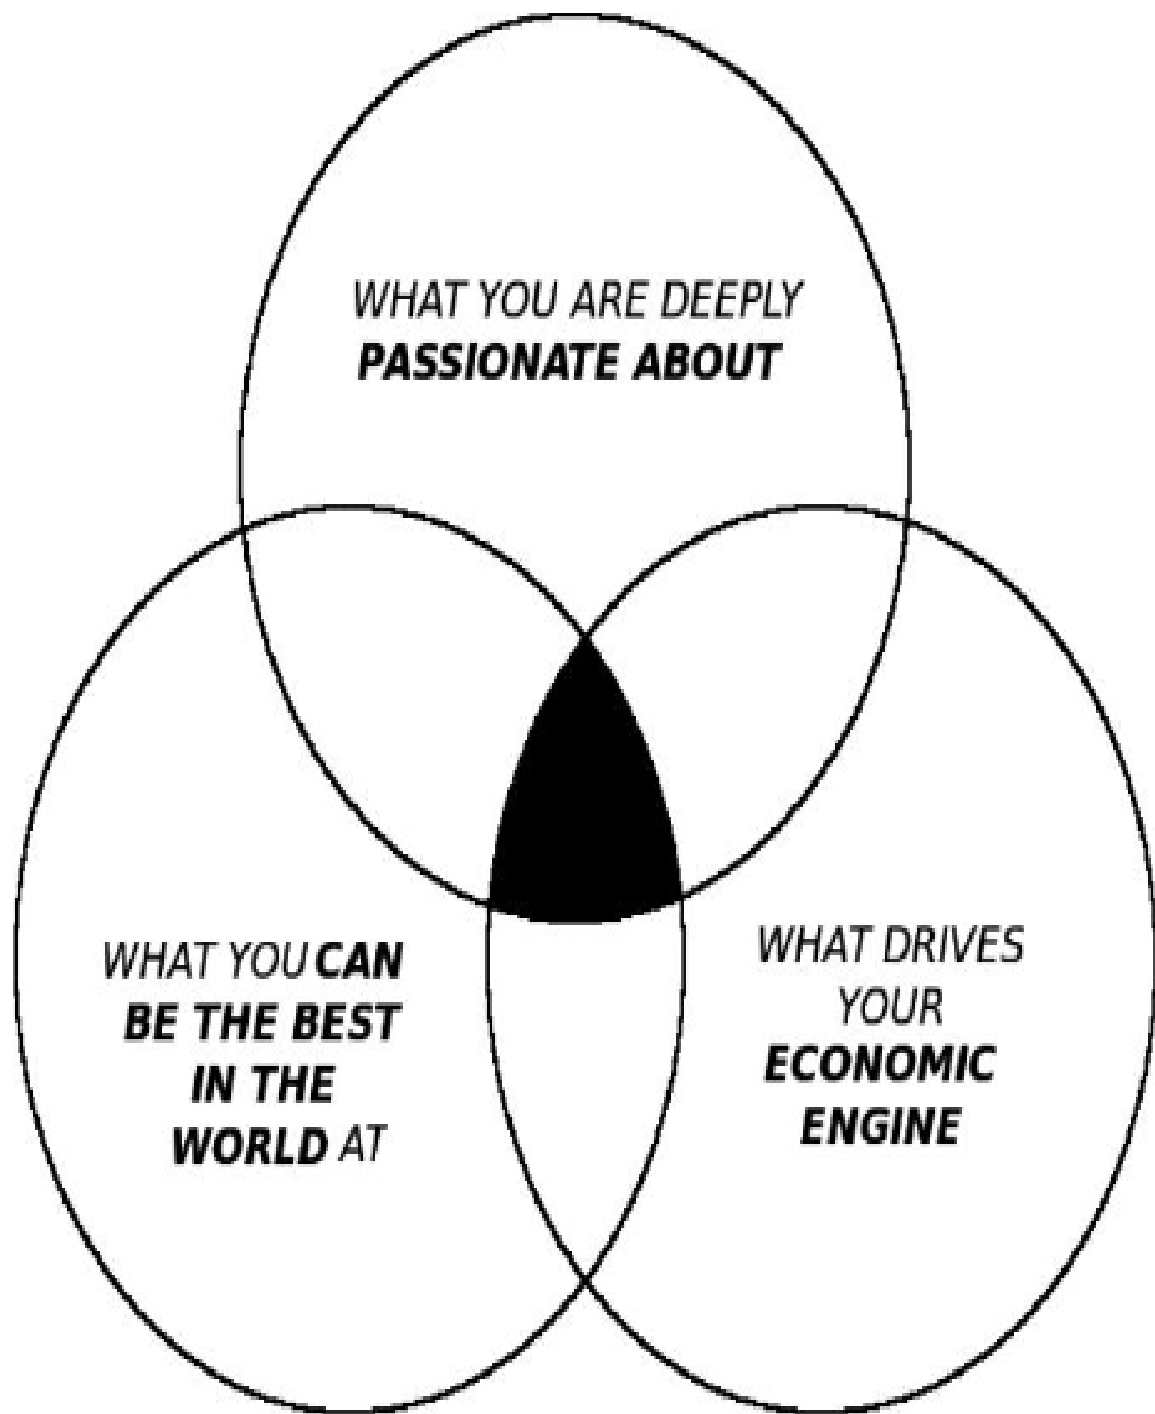 WHAT YOU ARE DEEPLY
PASSIONATE ABOUT
WHAT YOU CAN
BE THE BEST
IN THE
WORLD AT
WHAT DRIVES
YOUR
ECONOMIC
ENGINE